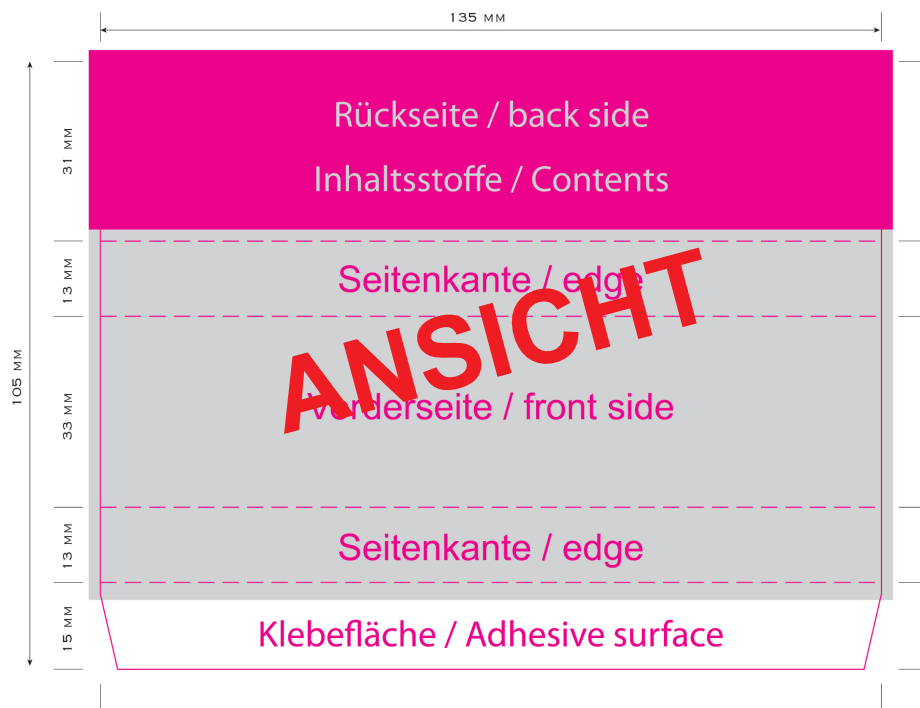 135 MM
Rückseite / back side
31 MM
Inhaltsstoffe / Contents
13 MM
Seitenkante / edge
ANSICHT
105 MM
33 MM
Vorderseite / front side
13 MM
Seitenkante / edge
15 MM
Klebefläche / Adhesive surface